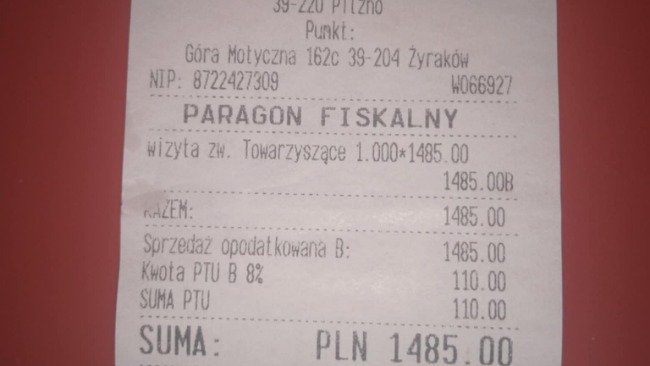 39-220 Pilzno
Punkt:
Góra Motyczna 162c 39-204 Żyraków
NIP: 8722427309 W066927
PARAGON FISKALNY
wizyta zw. Towarzyszące 1.000*1485.00
1485.00B
RAZEM: 1485.00
Sprzedaż opodatkowana B: 1485.00
Kwota PTU B 8% 110.00
SUMA PTU 110.00
SUMA: PLN 1485.00